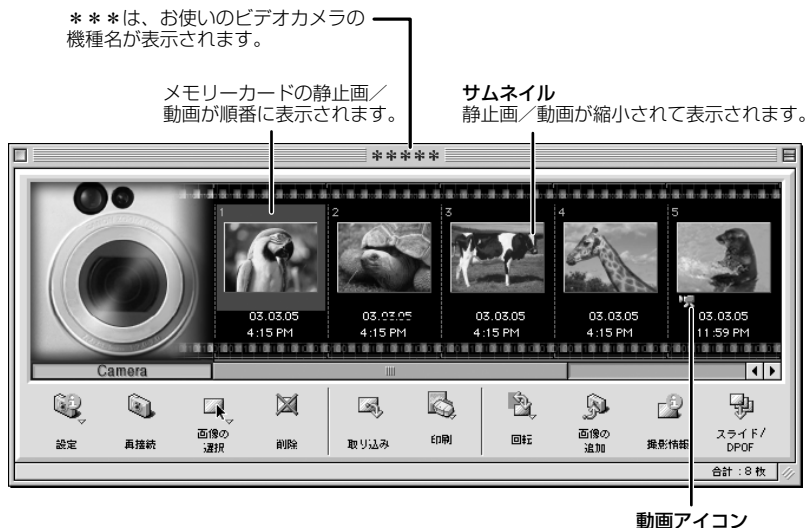 ＊＊＊は、お使いのビデオカメラの
機種名が表示されます。
メモリーカードの静止画／
動画が順番に表示されます。
サムネイル
静止画／動画が縮小されて表示されます。
＊＊＊＊＊
1
2
3
4
5
03.03.05
4:15 PM
03.03.05
4:15 PM
03.03.05
4:15 PM
03.03.05
4:15 PM
03.03.05
11:59 PM
Camera
設定
再接続
画像の
選択
削除
取り込み
印刷
回転
画像の
追加
撮影情報
スライド/
DPOF
合計：8 枚
動画アイコン